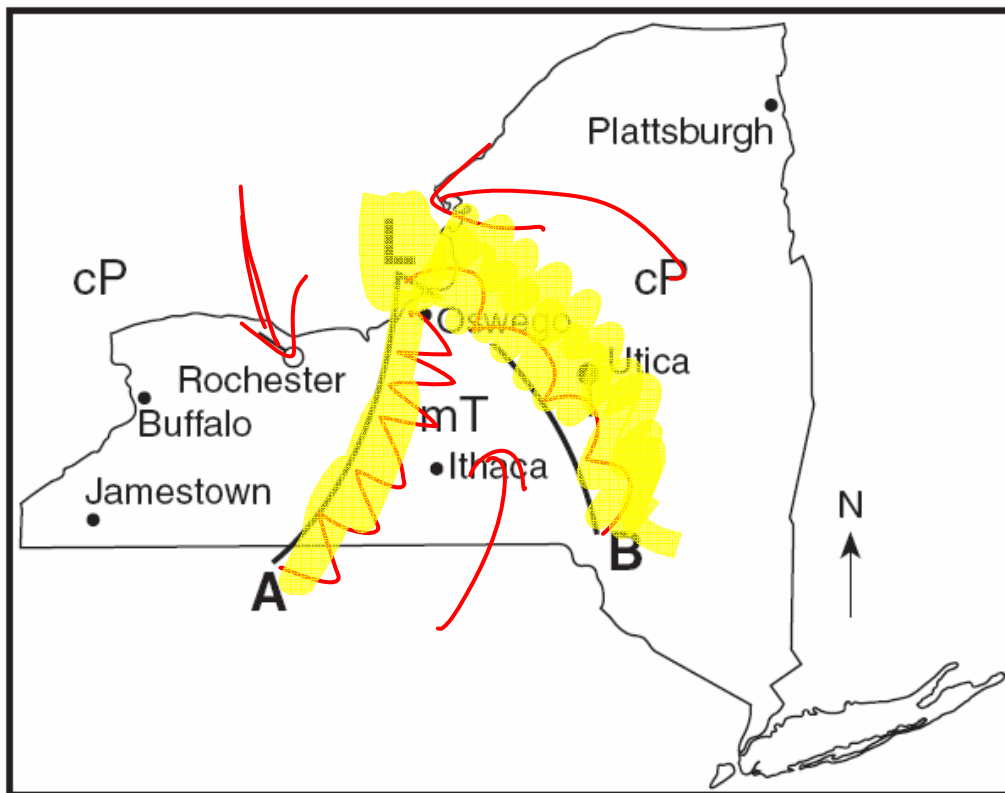 Plattsburgh
L
cP
cP
Oswego
Utica
Rochester
mT
Buffalo
Ithaca
Jamestown
N
B
A